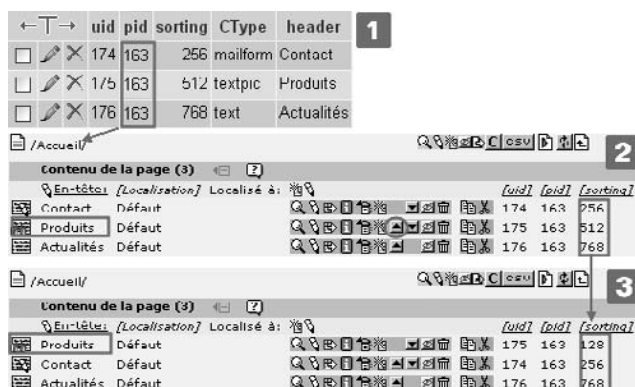 uid pid sorting CType header
1
174 163 256 mailform Contact
175 163 512 textpic Produits
176 163 768 text Actualités
/Accueil/
C csv
2
Contenu de la page (3) [?]
En-tête: [Localisation] Localisé à: [uid] [pid] [sorting]
Contact Défaut 174 163 256
Produits Défaut 175 163 512
Actualités Défaut 176 163 768
/Accueil/
C csv
3
Contenu de la page (3) [?]
En-tête: [Localisation] Localisé à: [uid] [pid] [sorting]
Produits Défaut 175 163 128
Contact Défaut 174 163 256
Actualités Défaut 176 163 768